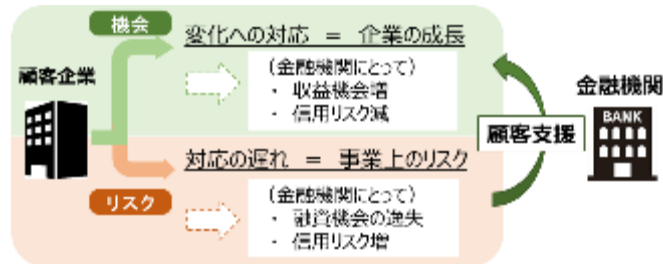 機会
変化への対応 = 企業の成長
顧客企業
(金融機関にとって)
・ 収益機会増
・ 信用リスク減
金融機関
BANK
顧客支援
対応の遅れ = 事業上のリスク
リスク
(金融機関にとって)
・ 融資機会の逸失
・ 信用リスク増